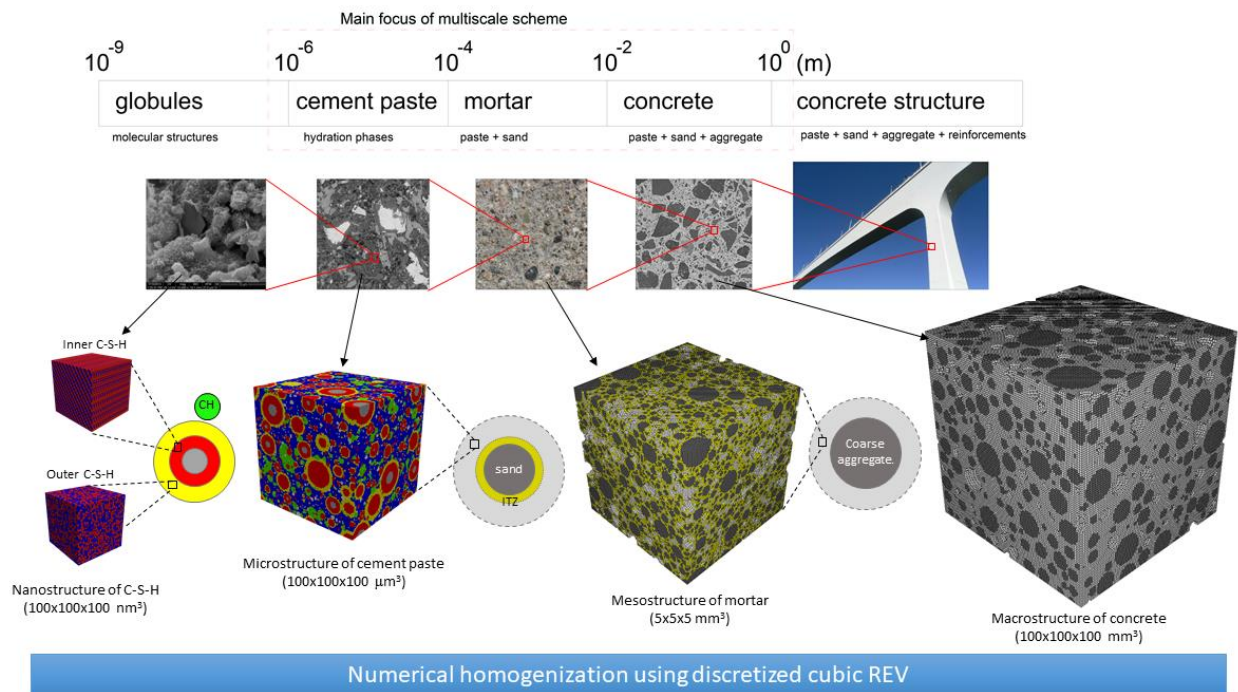 Main focus of multiscale scheme
10-9
10-6
10-4
10-2
100 (m)
globules
cement paste
mortar
concrete
concrete structure
molecular structures
hydration phases
paste + sand
paste + sand + aggregate
paste + sand + aggregate + reinforcements
Inner C-S-H
CH
Outer C-S-H
sand
ITZ
Coarse
aggregate.
Nanostructure of C-S-H
(100x100x100 nm³)
Microstructure of cement paste
(100x100x100 μm³)
Mesostructure of mortar
(5x5x5 mm³)
Macrostructure of concrete
(100x100x100 mm³)
Numerical homogenization using discretized cubic REV